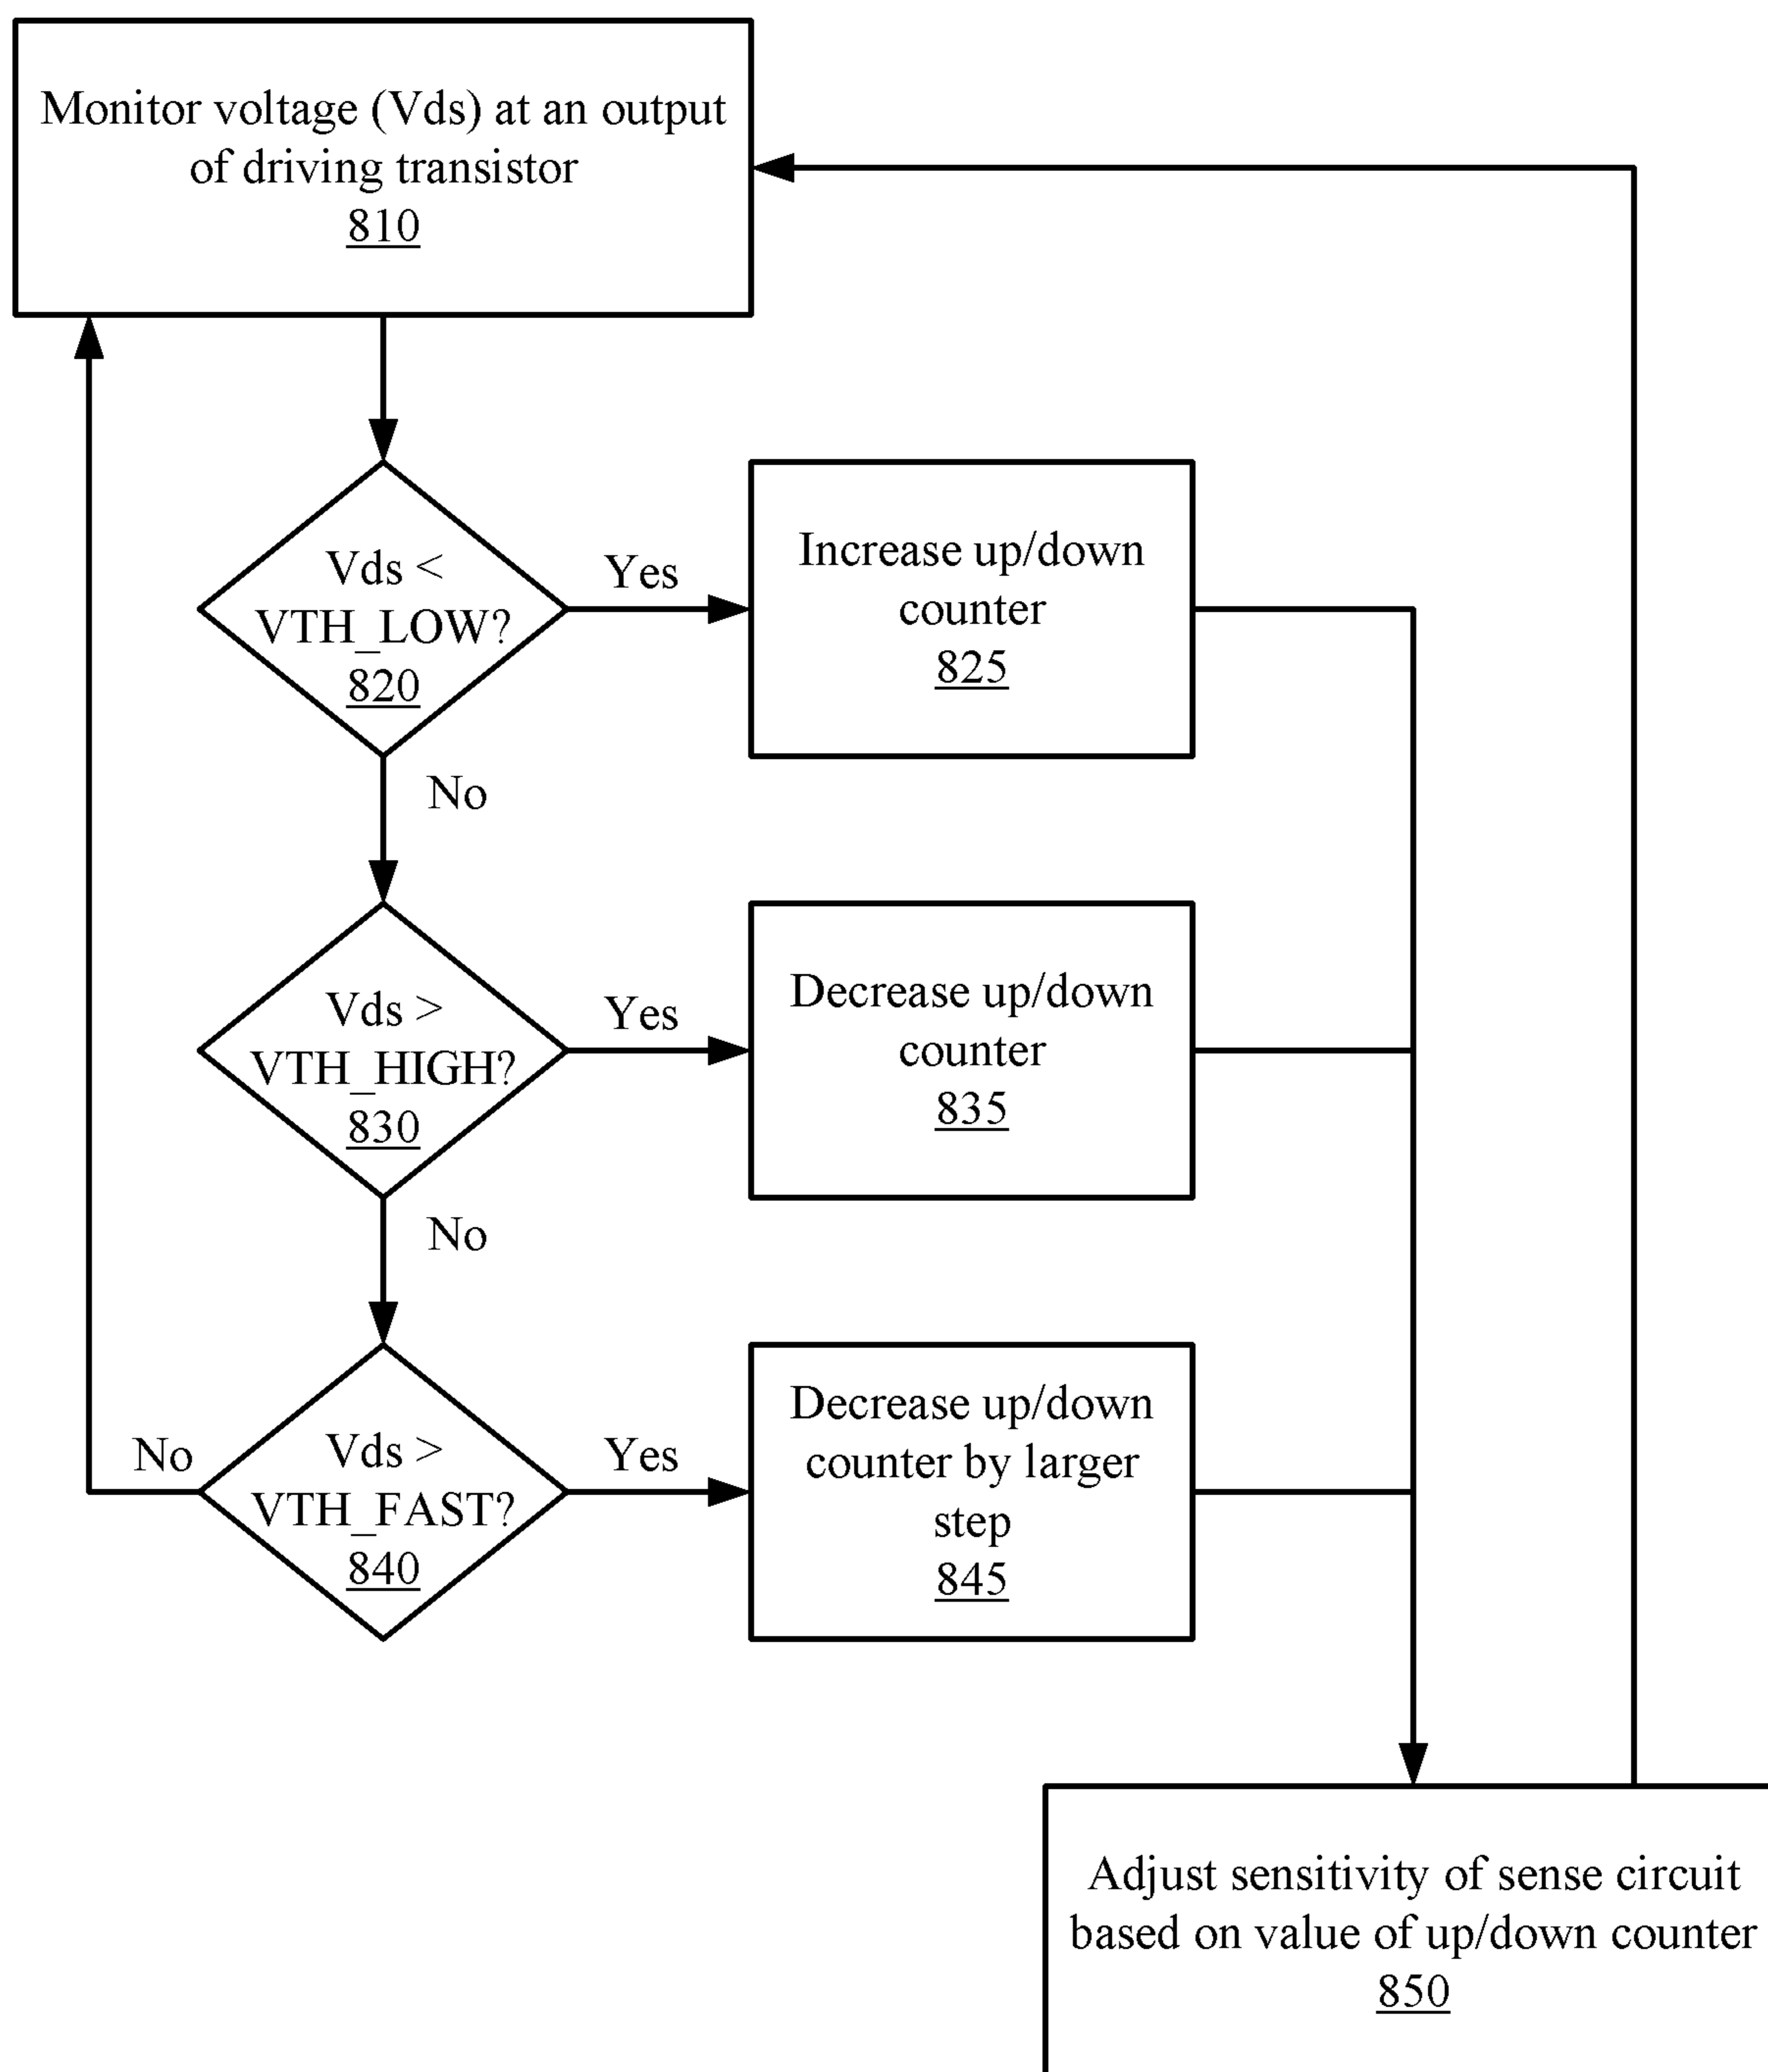 Monitor voltage (Vds) at an output
of driving transistor
810
Vds <
VTH_LOW?
820
Yes
Increase up/down
counter
825
No
Vds >
VTH_HIGH?
830
Yes
Decrease up/down
counter
835
No
Vds >
VTH_FAST?
840
No
Yes
Decrease up/down
counter by larger
step
845
Adjust sensitivity of sense circuit
based on value of up/down counter
850